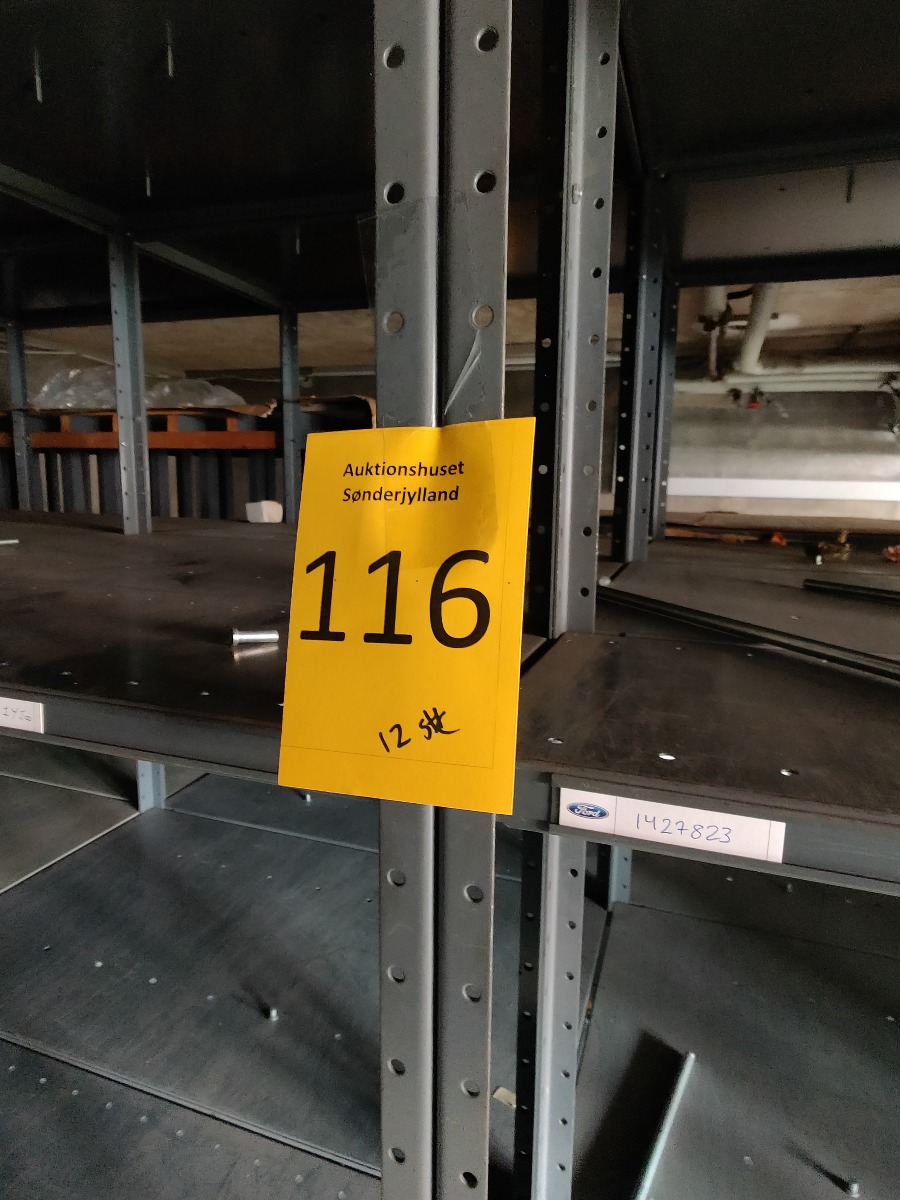 Auktionshuset
Sønderjylland
116
12 stk
Ford 1427823